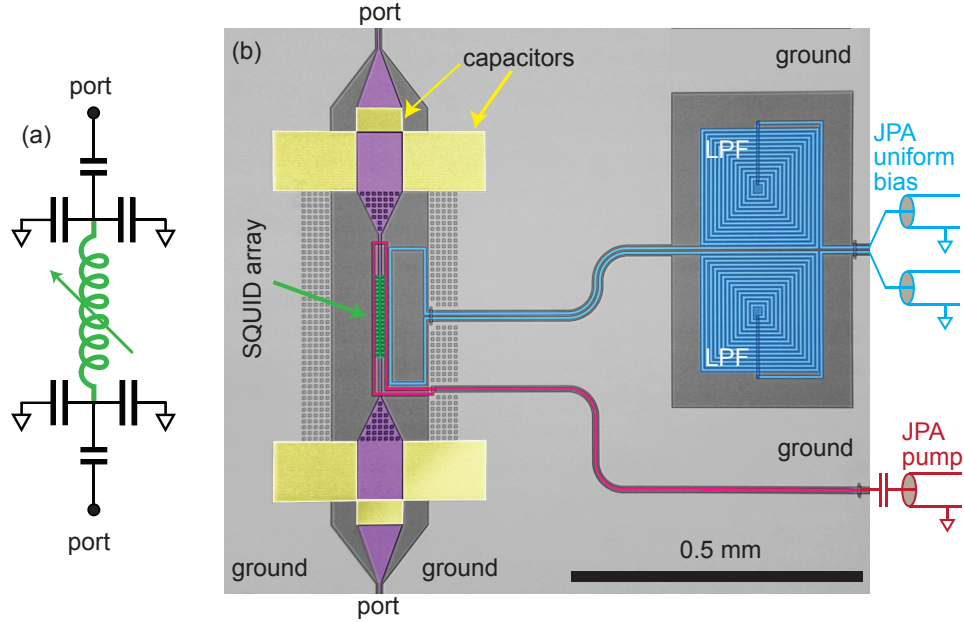 (a)
port
port
(b)
port
capacitors
ground
LPF
LPF
JPA
uniform
bias
SQUID array
ground
JPA
pump
0.5 mm
ground
ground
port